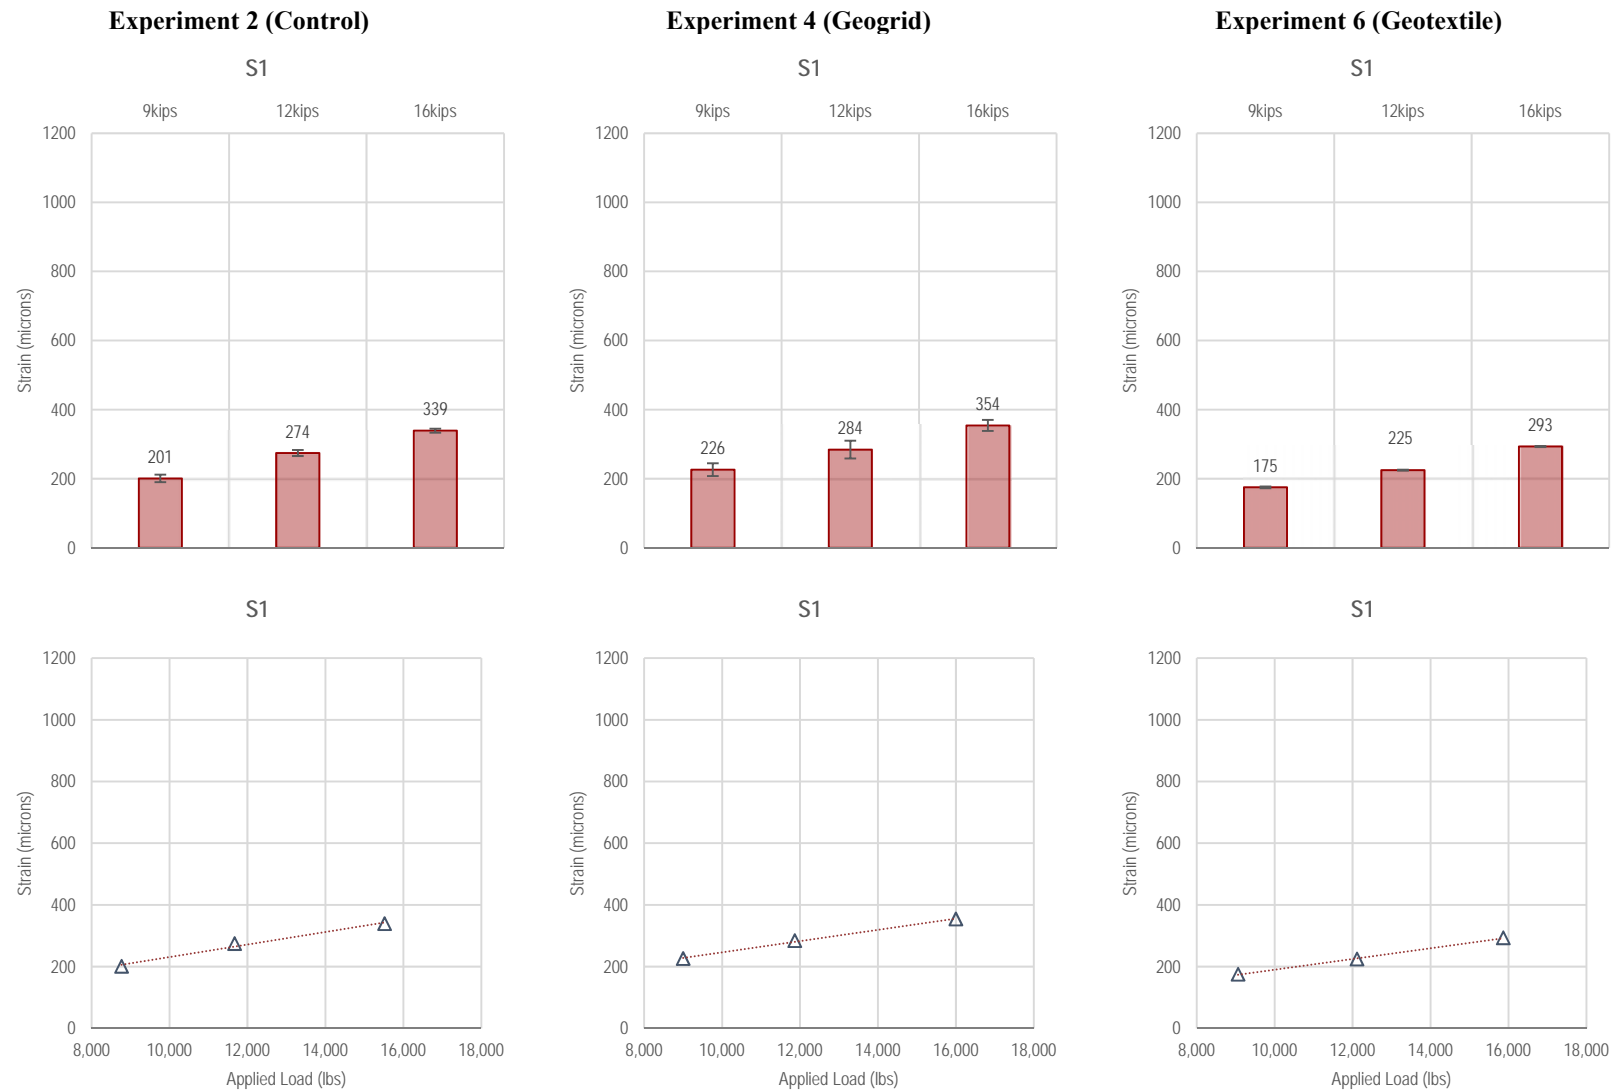 Experiment 2 (Control)
S1
9kips 12kips 16kips
1200
1000
800
600
400
200
0
Strain (microns)
201
274
339
Experiment 4 (Geogrid)
S1
9kips 12kips 16kips
1200
1000
800
600
400
200
0
Strain (microns)
226
284
354
Experiment 6 (Geotextile)
S1
9kips 12kips 16kips
1200
1000
800
600
400
200
0
Strain (microns)
175
225
293
S1
1200
1000
800
600
400
200
0
Strain (microns)
8,000 10,000 12,000 14,000 16,000 18,000
Applied Load (lbs)
S1
1200
1000
800
600
400
200
0
Strain (microns)
8,000 10,000 12,000 14,000 16,000 18,000
Applied Load (lbs)
S1
1200
1000
800
600
400
200
0
Strain (microns)
8,000 10,000 12,000 14,000 16,000 18,000
Applied Load (lbs)